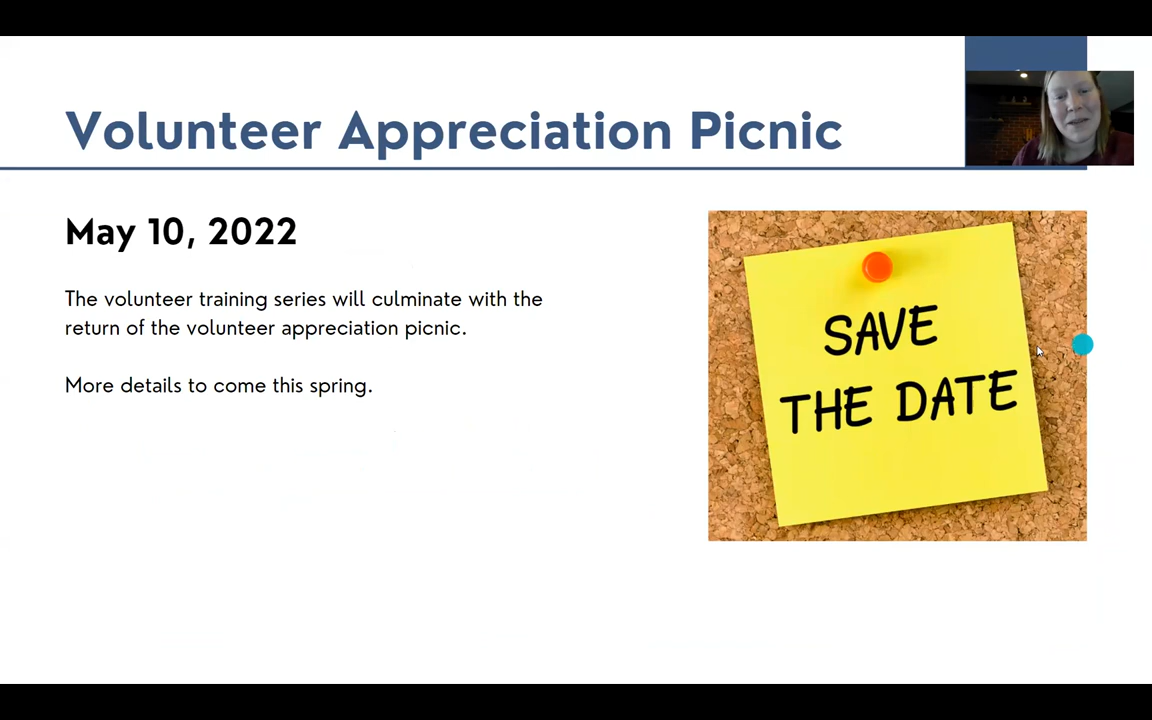 Volunteer Appreciation Picnic
May 10, 2022
The volunteer training series will culminate with the
return of the volunteer appreciation picnic.
More details to come this spring.
SAVE
THE DATE